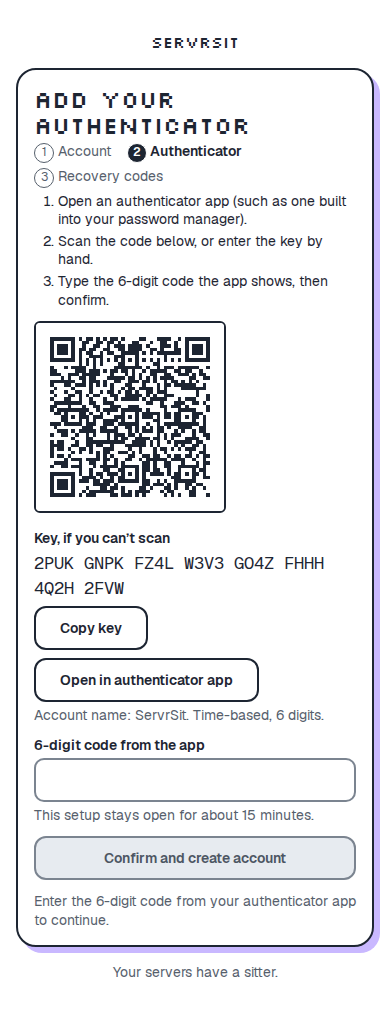 SERVRSIT
ADD YOUR
AUTHENTICATOR
1 Account 2 Authenticator
3 Recovery codes
1. Open an authenticator app (such as one built
into your password manager).
2. Scan the code below, or enter the key by
hand.
3. Type the 6-digit code the app shows, then
confirm.
Key, if you can’t scan
2PUK GNPK FZ4L W3V3 GO4Z FHHH
4Q2H 2FVW
Copy key
Open in authenticator app
Account name: ServrSit. Time-based, 6 digits.
6-digit code from the app
This setup stays open for about 15 minutes.
Confirm and create account
Enter the 6-digit code from your authenticator app
to continue.
Your servers have a sitter.